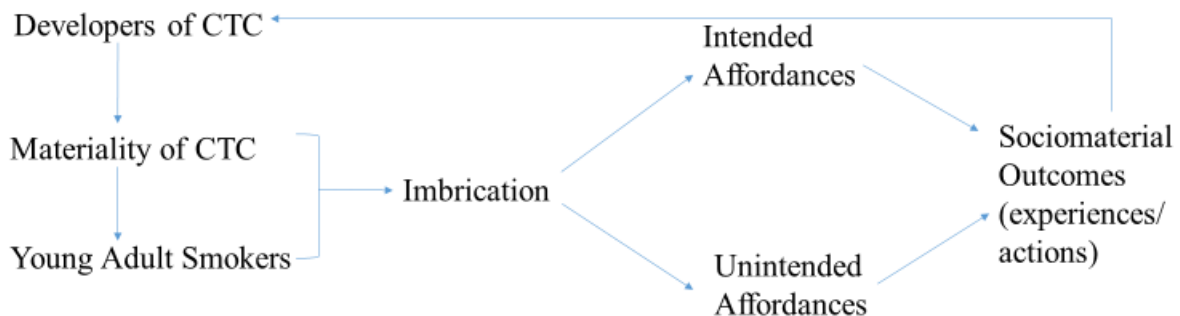 Developers of CTC
Intended
Affordances
Materiality of CTC
Sociomaterial
Outcomes
(experiences/
actions)
Imbrication
Young Adult Smokers
Unintended
Affordances